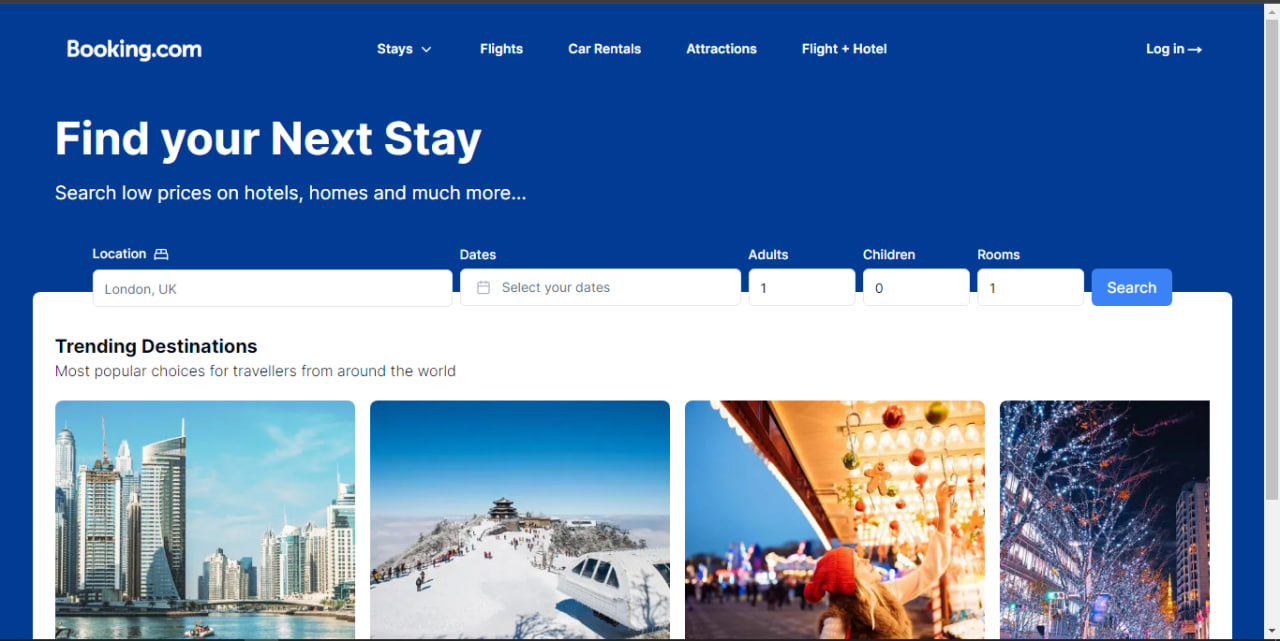 Booking.com
Stays
Flights
Car Rentals
Attractions
Flight + Hotel
Log in →
Find your Next Stay
Search low prices on hotels, homes and much more...
Location
Dates
Adults
Children
Rooms
London, UK
Select your dates
1
0
1
Search
Trending Destinations
Most popular choices for travellers from around the world